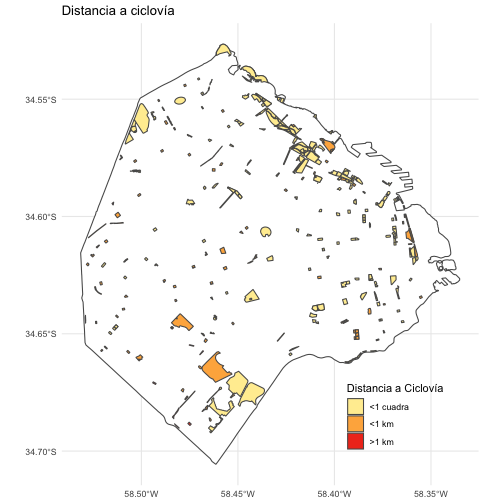 Distancia a ciclovía
34.55°S
34.60°S
34.65°S
34.70°S
Distancia a Ciclovía
<1 cuadra
<1 km
>1 km
58.50°W
58.45°W
58.40°W
58.35°W